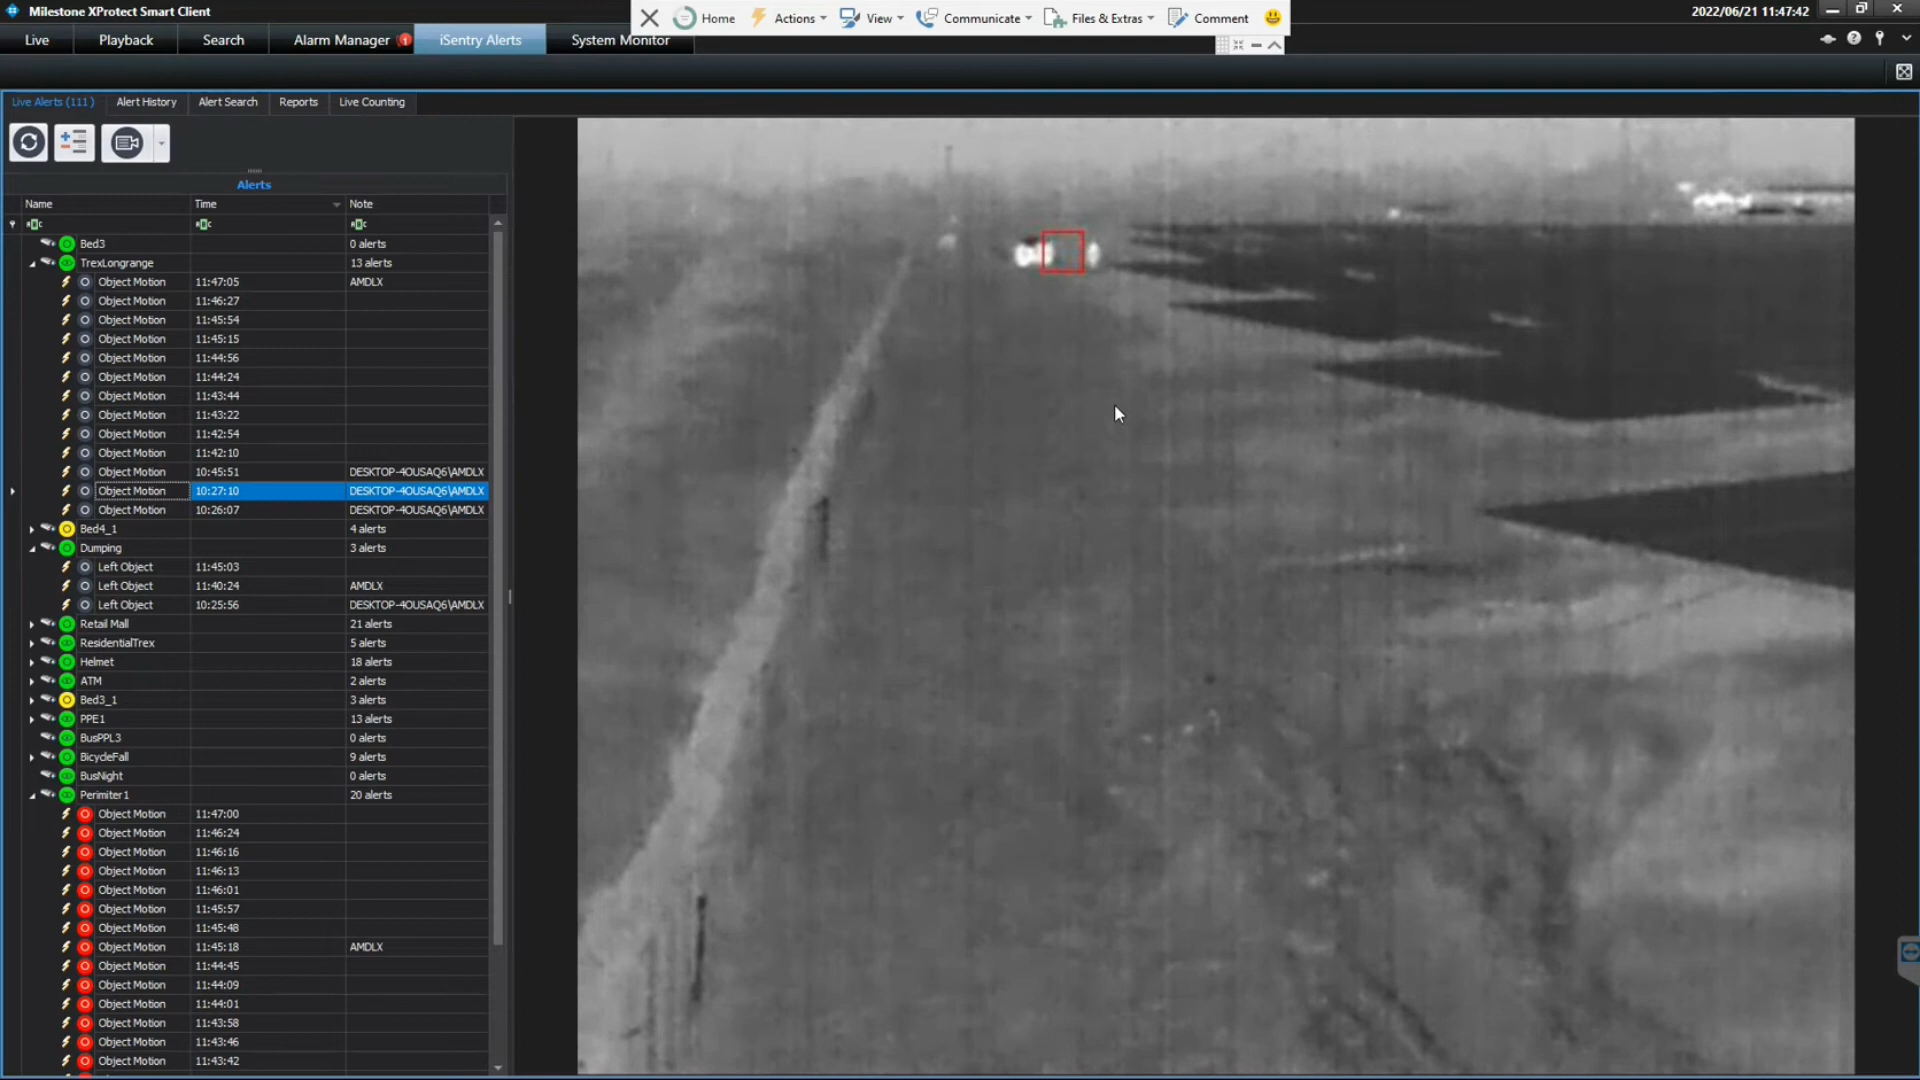 Milestone XProtect Smart Client
Home Actions View Communicate Files & Extras Comment
2022/06/21 11:47:42
Live Playback Search Alarm Manager 1 iSentry Alerts System Monitor
Live Alerts (111) Alert History Alert Search Reports Live Counting
Alerts
Name Time Note
Bed3 0 alerts
TrexLongrange 13 alerts
Object Motion 11:47:05 AMDLX
Object Motion 11:46:27
Object Motion 11:45:54
Object Motion 11:45:15
Object Motion 11:44:56
Object Motion 11:44:24
Object Motion 11:43:44
Object Motion 11:43:22
Object Motion 11:42:54
Object Motion 11:42:10
Object Motion 10:45:51 DESKTOP-4OUSAQ6\AMDLX
Object Motion 10:27:10 DESKTOP-4OUSAQ6\AMDLX
Object Motion 10:26:07 DESKTOP-4OUSAQ6\AMDLX
Bed4_1 4 alerts
Dumping 3 alerts
Left Object 11:45:03
Left Object 11:40:24 AMDLX
Left Object 10:25:56 DESKTOP-4OUSAQ6\AMDLX
Retail Mall 21 alerts
ResidentialTrex 5 alerts
Helmet 18 alerts
ATM 2 alerts
Bed3_1 3 alerts
PPE1 13 alerts
BusPPL3 0 alerts
BicycleFall 9 alerts
BusNight 0 alerts
Perimiter1 20 alerts
Object Motion 11:47:00
Object Motion 11:46:24
Object Motion 11:46:16
Object Motion 11:46:13
Object Motion 11:46:01
Object Motion 11:45:57
Object Motion 11:45:48
Object Motion 11:45:18 AMDLX
Object Motion 11:44:45
Object Motion 11:44:09
Object Motion 11:44:01
Object Motion 11:43:58
Object Motion 11:43:46
Object Motion 11:43:42